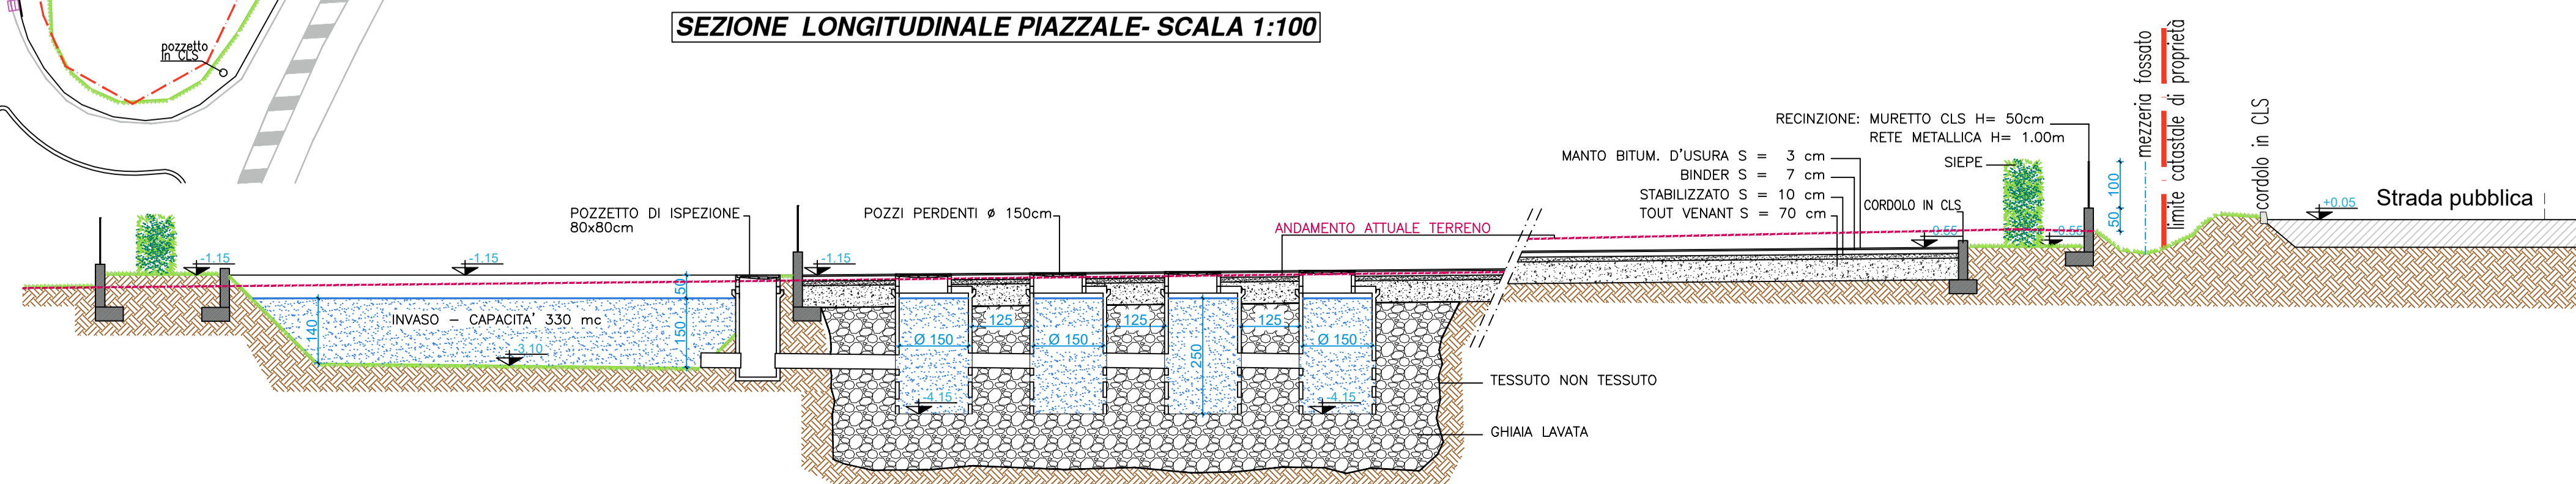 SEZIONE LONGITUDINALE PIAZZALE- SCALA 1:100
pozzetto
in CLS
POZZETTO DI ISPEZIONE
80x80cm
POZZI PERDENTI ø 150cm
ANDAMENTO ATTUALE TERRENO
MANTO BITUM. D'USURA S = 3 cm
BINDER S = 7 cm
STABILIZZATO S = 10 cm
TOUT VENANT S = 70 cm
RECINZIONE: MURETTO CLS H= 50cm
RETE METALLICA H= 1.00m
SIEPE
CORDOLO IN CLS
mezzeria fossato
limite catastale di proprietà
cordolo in CLS
Strada pubblica
+0.05
100
50
-0.55
-0.55
-1.15
-1.15
-1.15
50
INVASO - CAPACITA' 330 mc
140
150
-3.10
125
125
125
Ø 150
Ø 150
250
Ø 150
-4.15
-4.15
TESSUTO NON TESSUTO
GHIAIA LAVATA